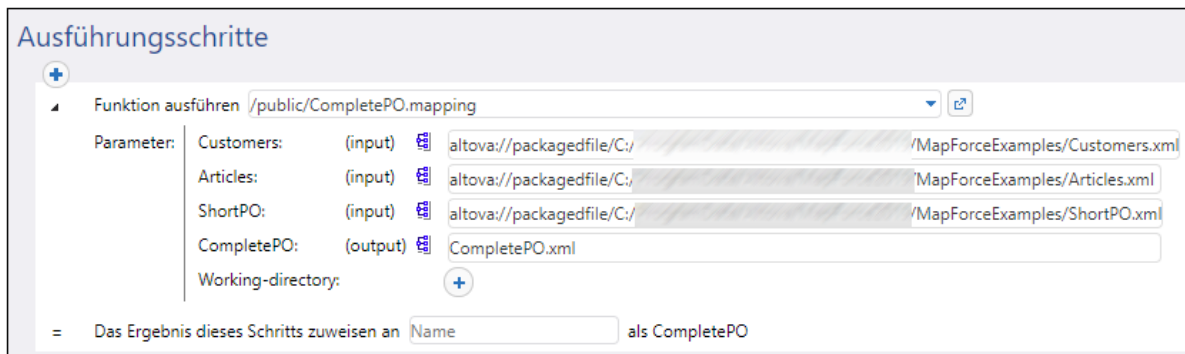 Ausführungsschritte
Funktion ausführen /public/CompletePO.mapping
Parameter: Customers: (input) altova://packagedfile/C:/ /MapForceExamples/Customers.xml
Articles: (input) altova://packagedfile/C:/ /MapForceExamples/Articles.xml
ShortPO: (input) altova://packagedfile/C:/ /MapForceExamples/ShortPO.xml
CompletePO: (output) CompletePO.xml
Working-directory:
= Das Ergebnis dieses Schritts zuweisen an Name als CompletePO